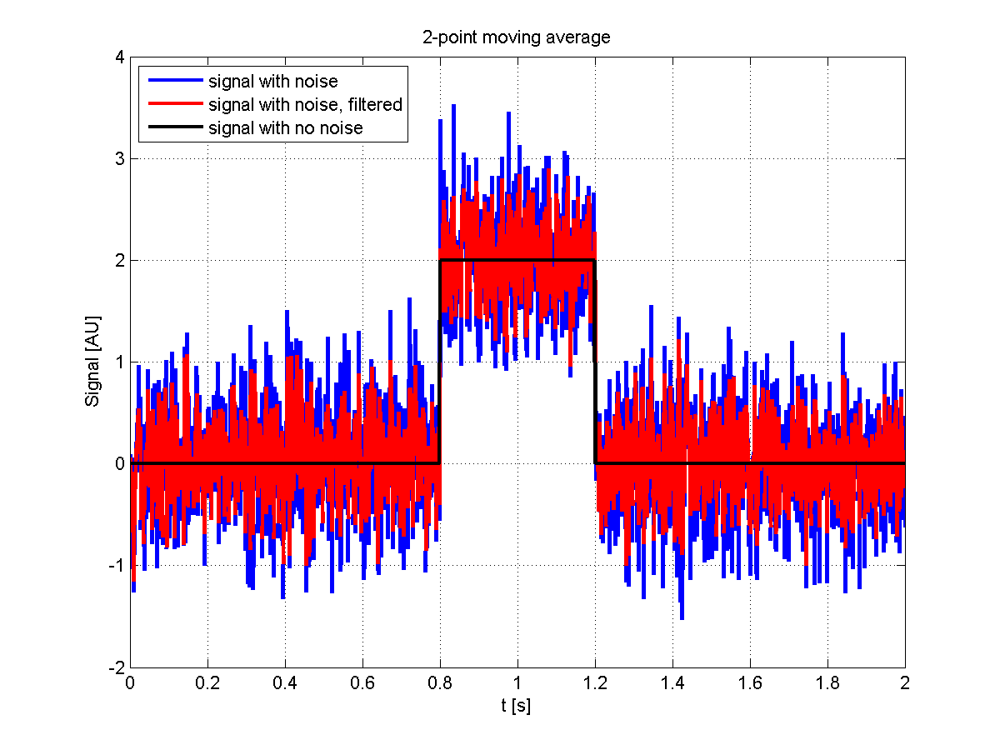 2-point moving average
signal with noise
signal with noise, filtered
signal with no noise
Signal [AU]
4
3
2
1
0
-1
-2
0 0.2 0.4 0.6 0.8 1 1.2 1.4 1.6 1.8 2
t [s]